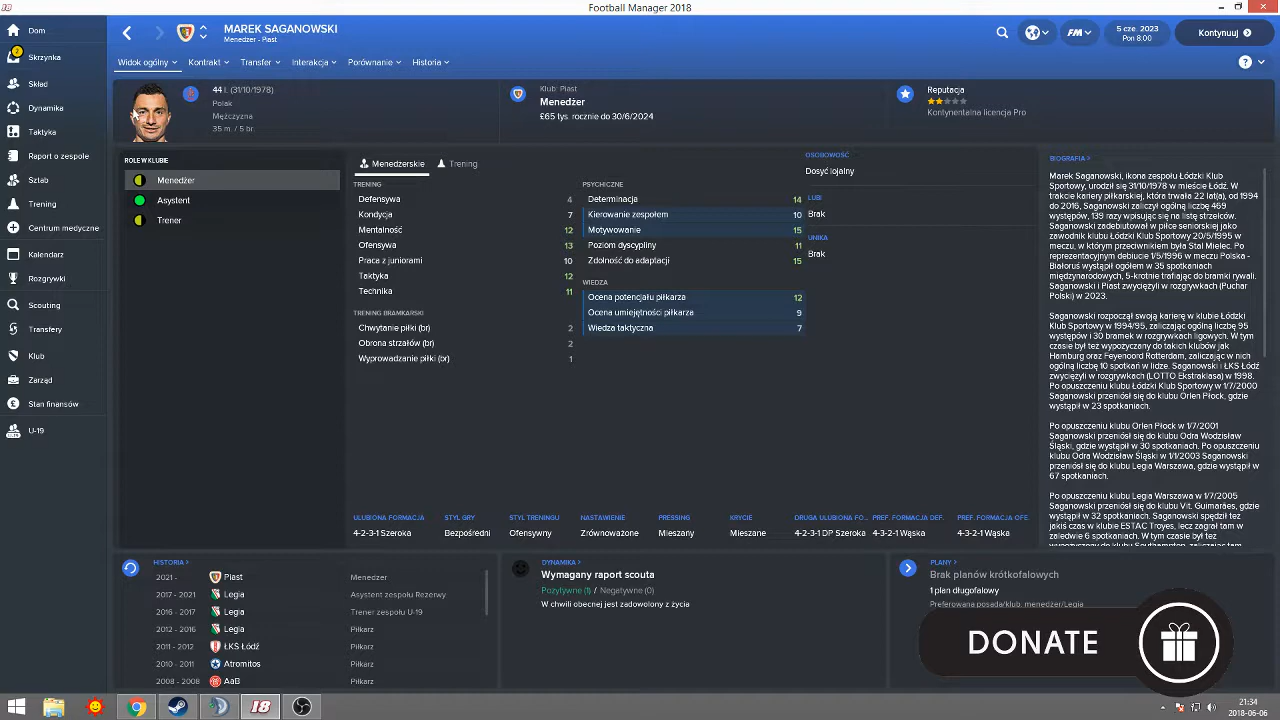 Football Manager 2018
Dom
2
Skrzynka
Skład
Dynamika
Taktyka
Raport o zespole
Sztab
Trening
Centrum medyczne
Kalendarz
Rozgrywki
Scouting
Transfery
Klub
Zarząd
Stan finansów
U-19
MAREK SAGANOWSKI
Menedżer - Piast
FM
5 cze. 2023
Pon 8:00
Kontynuuj
Widok ogólny
Kontrakt
Transfer
Interakcja
Porównanie
Historia
?
44 l. (31/10/1978)
Polak
Mężczyzna
35 m. / 5 br.
Klub: Piast
Menedżer
£65 tys. rocznie do 30/6/2024
Reputacja
Kontynentalna licencja Pro
ROLE W KLUBIE
Menedżer
Asystent
Trener
Menedżerskie
Trening
TRENING
Defensywa 4
Kondycja 7
Mentalność 12
Ofensywa 13
Praca z juniorami 10
Taktyka 12
Technika 11
TRENING BRAMKARSKI
Chwytanie piłki (br) 2
Obrona strzałów (br) 2
Wyprowadzanie piłki (br) 1
PSYCHICZNE
Determinacja 14
Kierowanie zespołem 10
Motywowanie 15
Poziom dyscypliny 11
Zdolność do adaptacji 15
WIEDZA
Ocena potencjału piłkarza 12
Ocena umiejętności piłkarza 9
Wiedza taktyczna 7
OSOBOWOŚĆ
Dosyć lojalny
LUBI
Brak
UNIKA
Brak
BIOGRAFIA >
Marek Saganowski, ikona zespołu Łódzki Klub
Sportowy, urodził się 31/10/1978 w mieście Łódź. W
trakcie kariery piłkarskiej, która trwała 22 lat(a), od 1994
do 2016, Saganowski zaliczył ogólną liczbę 469
występów, 139 razy wpisując się na listę strzelców.
Saganowski zadebiutował w piłce seniorskiej jako
zawodnik klubu Łódzki Klub Sportowy 20/5/1995 w
meczu, w którym przeciwnikiem była Stal Mielec. Po
reprezentacyjnym debiucie 1/5/1996 w meczu Polska -
Białoruś wystąpił ogółem w 35 spotkaniach
międzynarodowych, 5-krotnie trafiając do bramki rywali.
Saganowski i Piast zwyciężyli w rozgrywkach (Puchar
Polski) w 2023.
Saganowski rozpoczął swoją karierę w klubie Łódzki
Klub Sportowy w 1994/95, zaliczając ogólną liczbę 95
występów i 30 bramek w rozgrywkach ligowych. W tym
czasie był też wypożyczany do takich klubów jak
Hamburg oraz Feyenoord Rotterdam, zaliczając w nich
ogólną liczbę 10 spotkań w lidze. Saganowski i ŁKS Łódź
zwyciężyli w rozgrywkach (LOTTO Ekstraklasa) w 1998.
Po opuszczeniu klubu Łódzki Klub Sportowy w 1/7/2000
Saganowski przeniósł się do klubu Orlen Płock, gdzie
wystąpił w 23 spotkaniach.
Po opuszczeniu klubu Orlen Płock w 1/7/2001
Saganowski przeniósł się do klubu Odra Wodzisław
Śląski, gdzie wystąpił w 30 spotkaniach. Po opuszczeniu
klubu Odra Wodzisław Śląski w 1/1/2003 Saganowski
przeniósł się do klubu Legia Warszawa, gdzie wystąpił w
67 spotkaniach.
Po opuszczeniu klubu Legia Warszawa w 1/7/2005
Saganowski przeniósł się do klubu Vit. Guimarães, gdzie
wystąpił w 32 spotkaniach. Saganowski spędził też
jakiś czas w klubie ESTAC Troyes, lecz zagrał tam w
zaledwie 6 spotkaniach. W tym czasie był też
wypożyczony do klubu Southampton, zaliczając tam
ULUBIONA FORMACJA
4-2-3-1 Szeroka
STYL GRY
Bezpośredni
STYL TRENINGU
Ofensywny
NASTAWIENIE
Zrównoważone
PRESSING
Mieszany
KRYCIE
Mieszane
DRUGA ULUBIONA FO...
4-2-3-1 DP Szeroka
PREF. FORMACJA DEF.
4-3-2-1 Wąska
PREF. FORMACJA OFE.
4-3-2-1 Wąska
HISTORIA >
2021 - Piast Menedżer
2017 - 2021 Legia Asystent zespołu Rezerwy
2016 - 2017 Legia Trener zespołu U-19
2012 - 2016 Legia Piłkarz
2011 - 2012 ŁKS Łódź Piłkarz
2010 - 2011 Atromitos Piłkarz
2008 - 2008 AaB Piłkarz
DYNAMIKA >
Wymagany raport scouta
Pozytywne (1) / Negatywne (0)
W chwili obecnej jest zadowolony z życia
PLANY >
Brak planów krótkofalowych
1 plan długofalowy
Preferowana posada/klub: menedżer/Legia
DONATE
18
21:34
2018-06-06